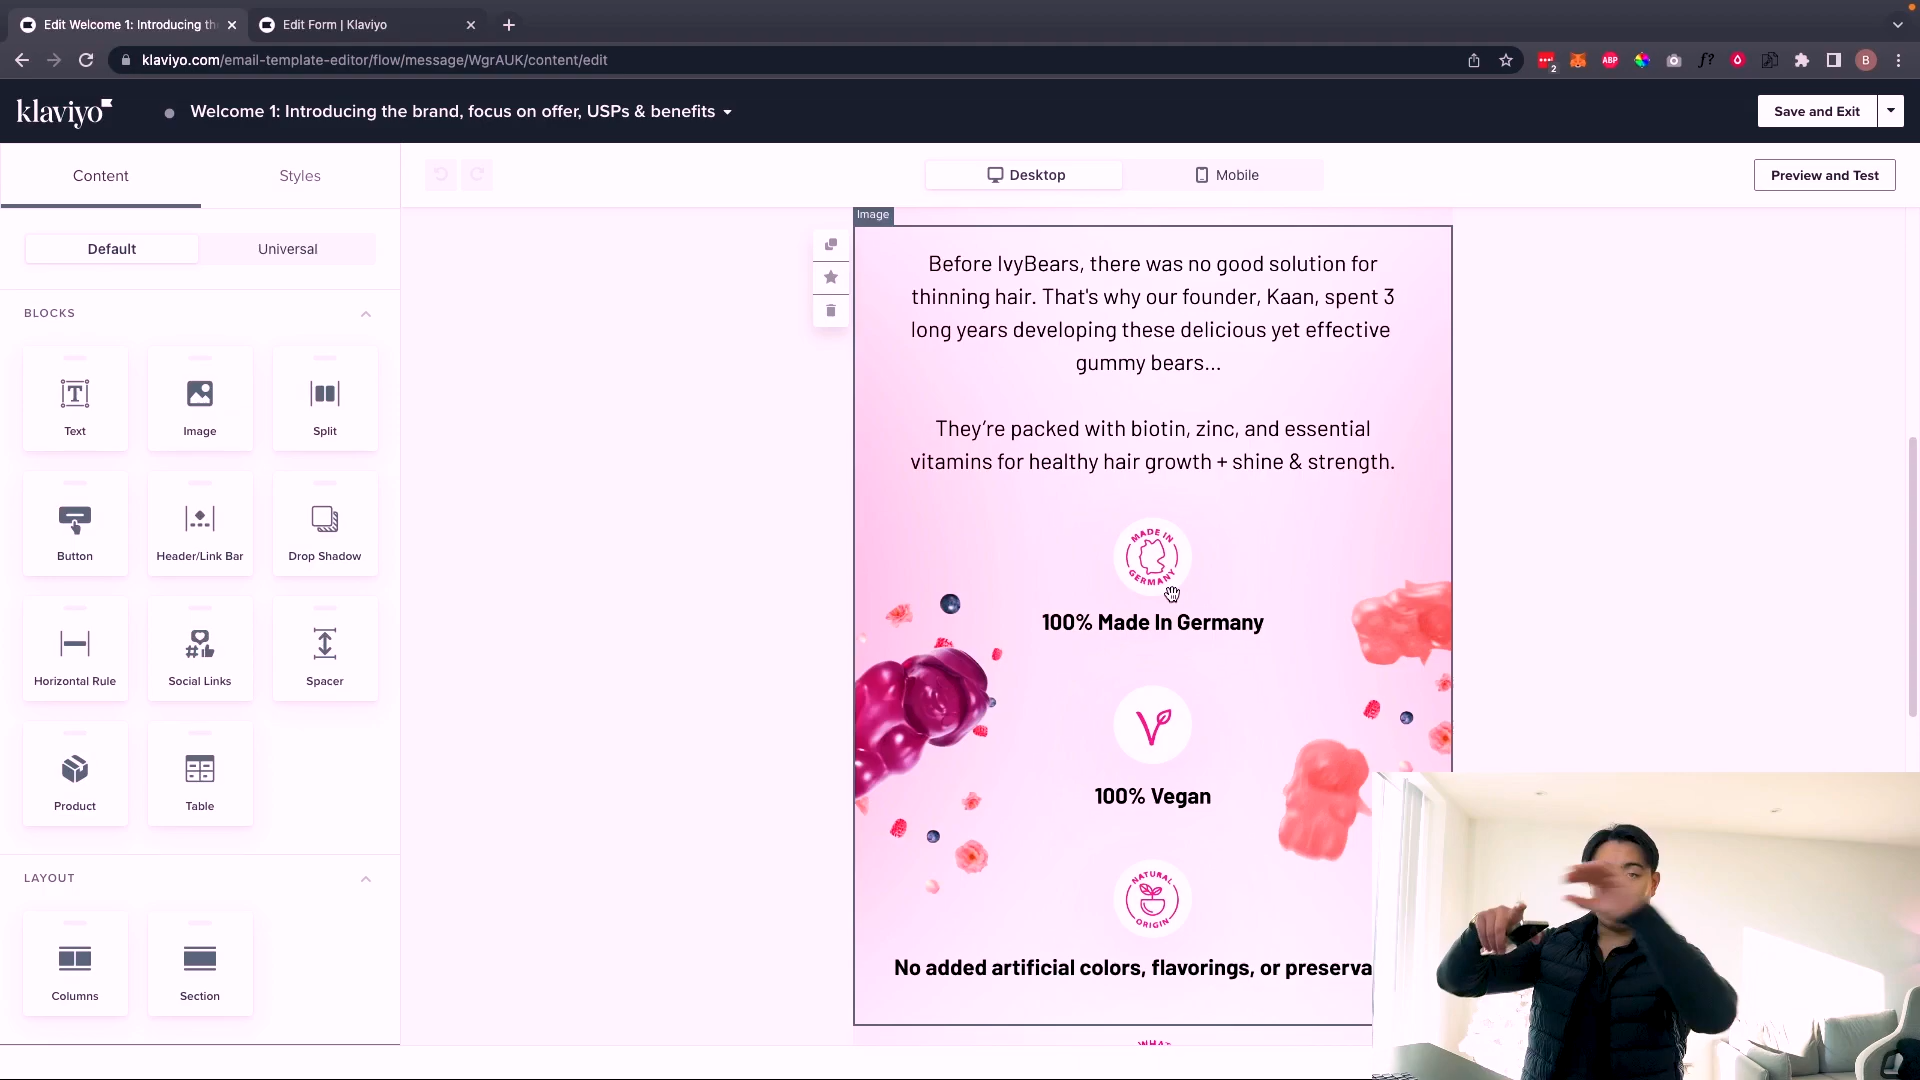 Edit Welcome 1: Introducing th
Edit Form | Klaviyo
klaviyo.com/email-template-editor/flow/message/WgrAUK/content/edit
2
ABP
f?
B
klaviyo
Welcome 1: Introducing the brand, focus on offer, USPs & benefits
Save and Exit
Content
Styles
Desktop
Mobile
Preview and Test
Default
Universal
BLOCKS
Text
Image
Split
Button
Header/Link Bar
Drop Shadow
Horizontal Rule
Social Links
Spacer
Product
Table
LAYOUT
Columns
Section
Image
Before IvyBears, there was no good solution for
thinning hair. That's why our founder, Kaan, spent 3
long years developing these delicious yet effective
gummy bears...
They’re packed with biotin, zinc, and essential
vitamins for healthy hair growth + shine & strength.
MADE IN
GERMANY
100% Made In Germany
100% Vegan
NATURAL
ORIGIN
No added artificial colors, flavorings, or preserva
WHAT